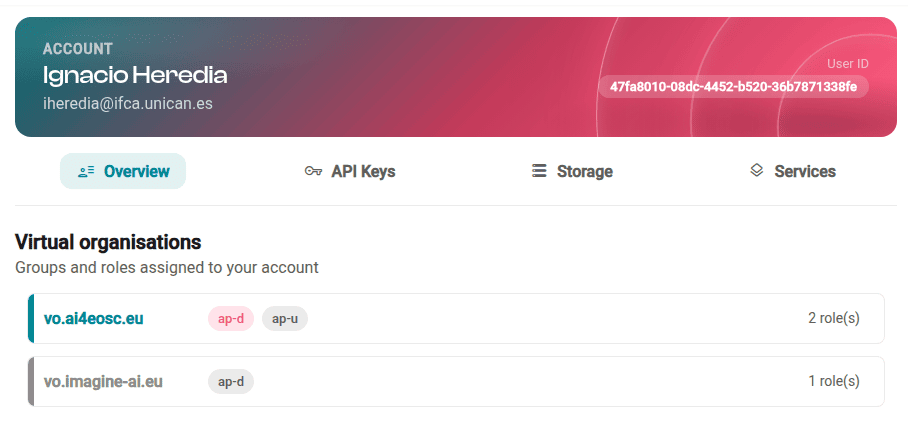 ACCOUNT
Ignacio Heredia
iheredia@ifca.unican.es
User ID
47fa8010-08dc-4452-b520-36b7871338fe
Overview
API Keys
Storage
Services
Virtual organisations
Groups and roles assigned to your account
vo.ai4eosc.eu ap-d ap-u 2 role(s)
vo.imagine-ai.eu ap-d 1 role(s)